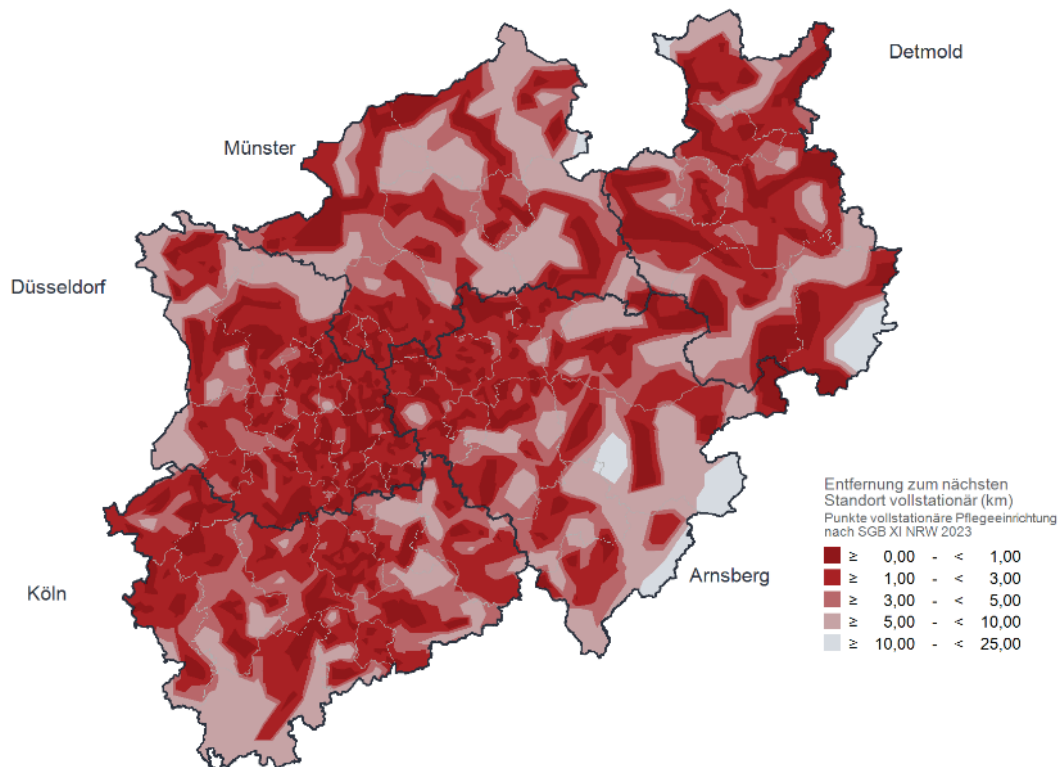 Detmold
Münster
Düsseldorf
Entfernung zum nächsten
Standort vollstationär (km)
Punkte vollstationäre Pflegeeinrichtung
nach SGB XI NRW 2023
≥ 0,00 - < 1,00
≥ 1,00 - < 3,00
≥ 3,00 - < 5,00
≥ 5,00 - < 10,00
≥ 10,00 - < 25,00
Arnsberg
Köln